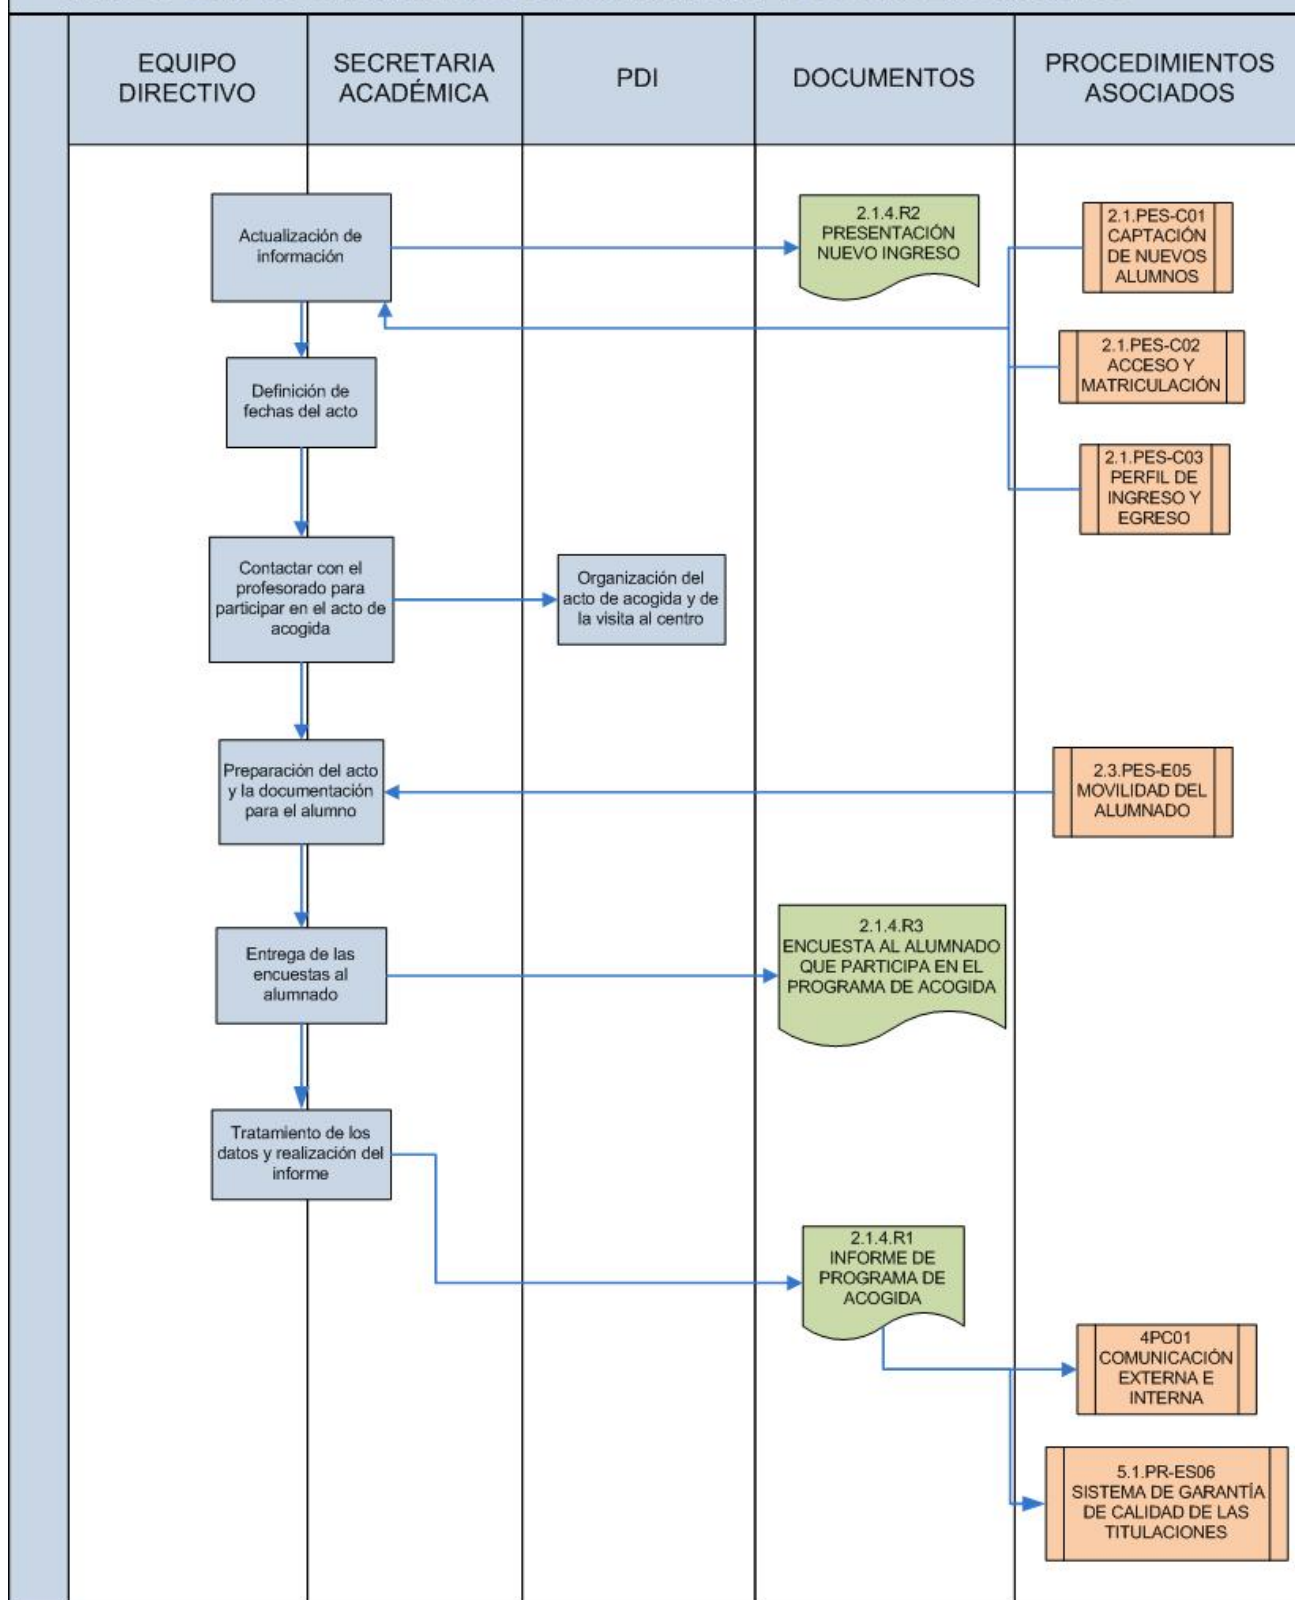 EQUIPO
DIRECTIVO
SECRETARIA
ACADÉMICA
PDI
DOCUMENTOS
PROCEDIMIENTOS
ASOCIADOS
Actualización de
información
2.1.4.R2
PRESENTACIÓN
NUEVO INGRESO
2.1.PES-C01
CAPTACIÓN
DE NUEVOS
ALUMNOS
2.1.PES-C02
ACCESO Y
MATRICULACIÓN
Definición de
fechas del acto
2.1.PES-C03
PERFIL DE
INGRESO Y
EGRESO
Contactar con el
profesorado para
participar en el acto de
acogida
Organización del
acto de acogida y de
la visita al centro
Preparación del acto
y la documentación
para el alumno
2.3.PES-E05
MOVILIDAD DEL
ALUMNADO
Entrega de las
encuestas al
alumnado
2.1.4.R3
ENCUESTA AL ALUMNADO
QUE PARTICIPA EN EL
PROGRAMA DE ACOGIDA
Tratamiento de los
datos y realización del
informe
2.1.4.R1
INFORME DE
PROGRAMA DE
ACOGIDA
4PC01
COMUNICACIÓN
EXTERNA E
INTERNA
5.1.PR-ES06
SISTEMA DE GARANTÍA
DE CALIDAD DE LAS
TITULACIONES